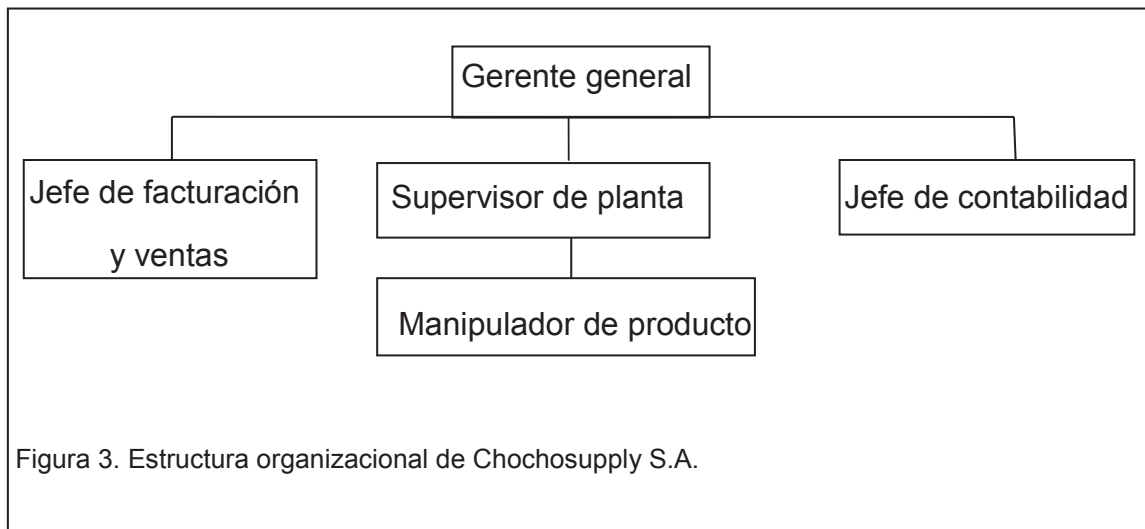 Gerente general
Jefe de facturación
y ventas
Supervisor de planta
Jefe de contabilidad
Manipulador de producto
Figura 3. Estructura organizacional de Chochosupply S.A.